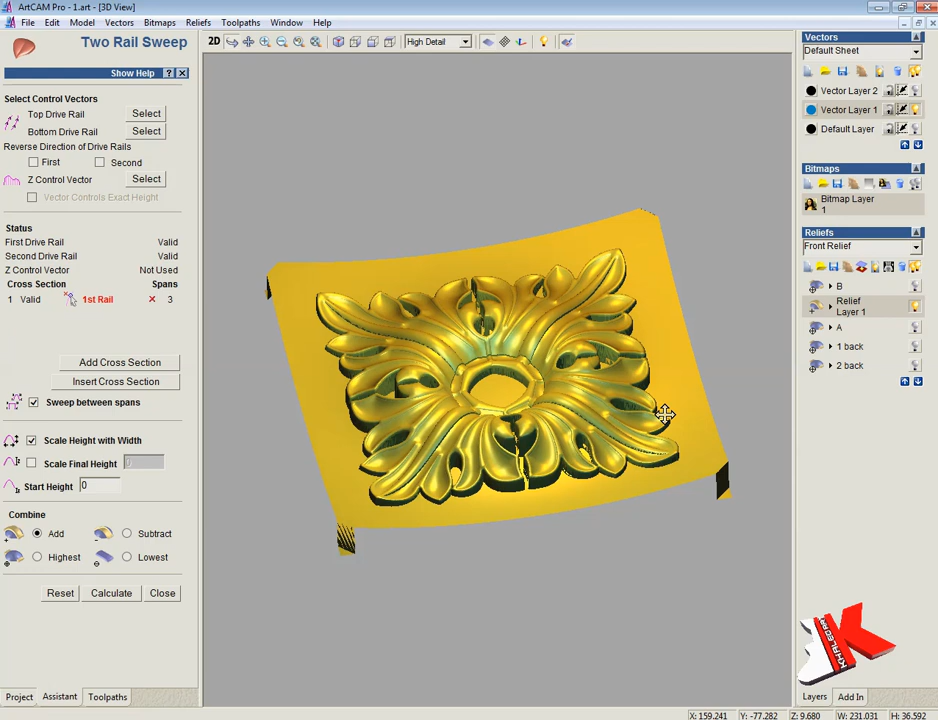 ArtCAM Pro - 1.art - [3D View]
File Edit Model Vectors Bitmaps Reliefs Toolpaths Window Help
Two Rail Sweep
Show Help ?
Select Control Vectors
Top Drive Rail Select
Bottom Drive Rail Select
Reverse Direction of Drive Rails
First Second
Z Control Vector Select
Vector Controls Exact Height
Status
First Drive Rail Valid
Second Drive Rail Valid
Z Control Vector Not Used
Cross Section Spans
1 Valid 1st Rail 3
Add Cross Section
Insert Cross Section
Sweep between spans
Scale Height with Width
Scale Final Height 0
Start Height 0
Combine
Add Subtract
Highest Lowest
Reset Calculate Close
Project Assistant Toolpaths
2D High Detail
Vectors
Default Sheet
Vector Layer 2
Vector Layer 1
Default Layer
Bitmaps
Bitmap Layer
1
Reliefs
Front Relief
B
Relief
Layer 1
A
1 back
2 back
KHALEGRA
Layers Add In
X: 159.241 Y: -77.282 Z: 9.680 W: 231.031 H: 36.592